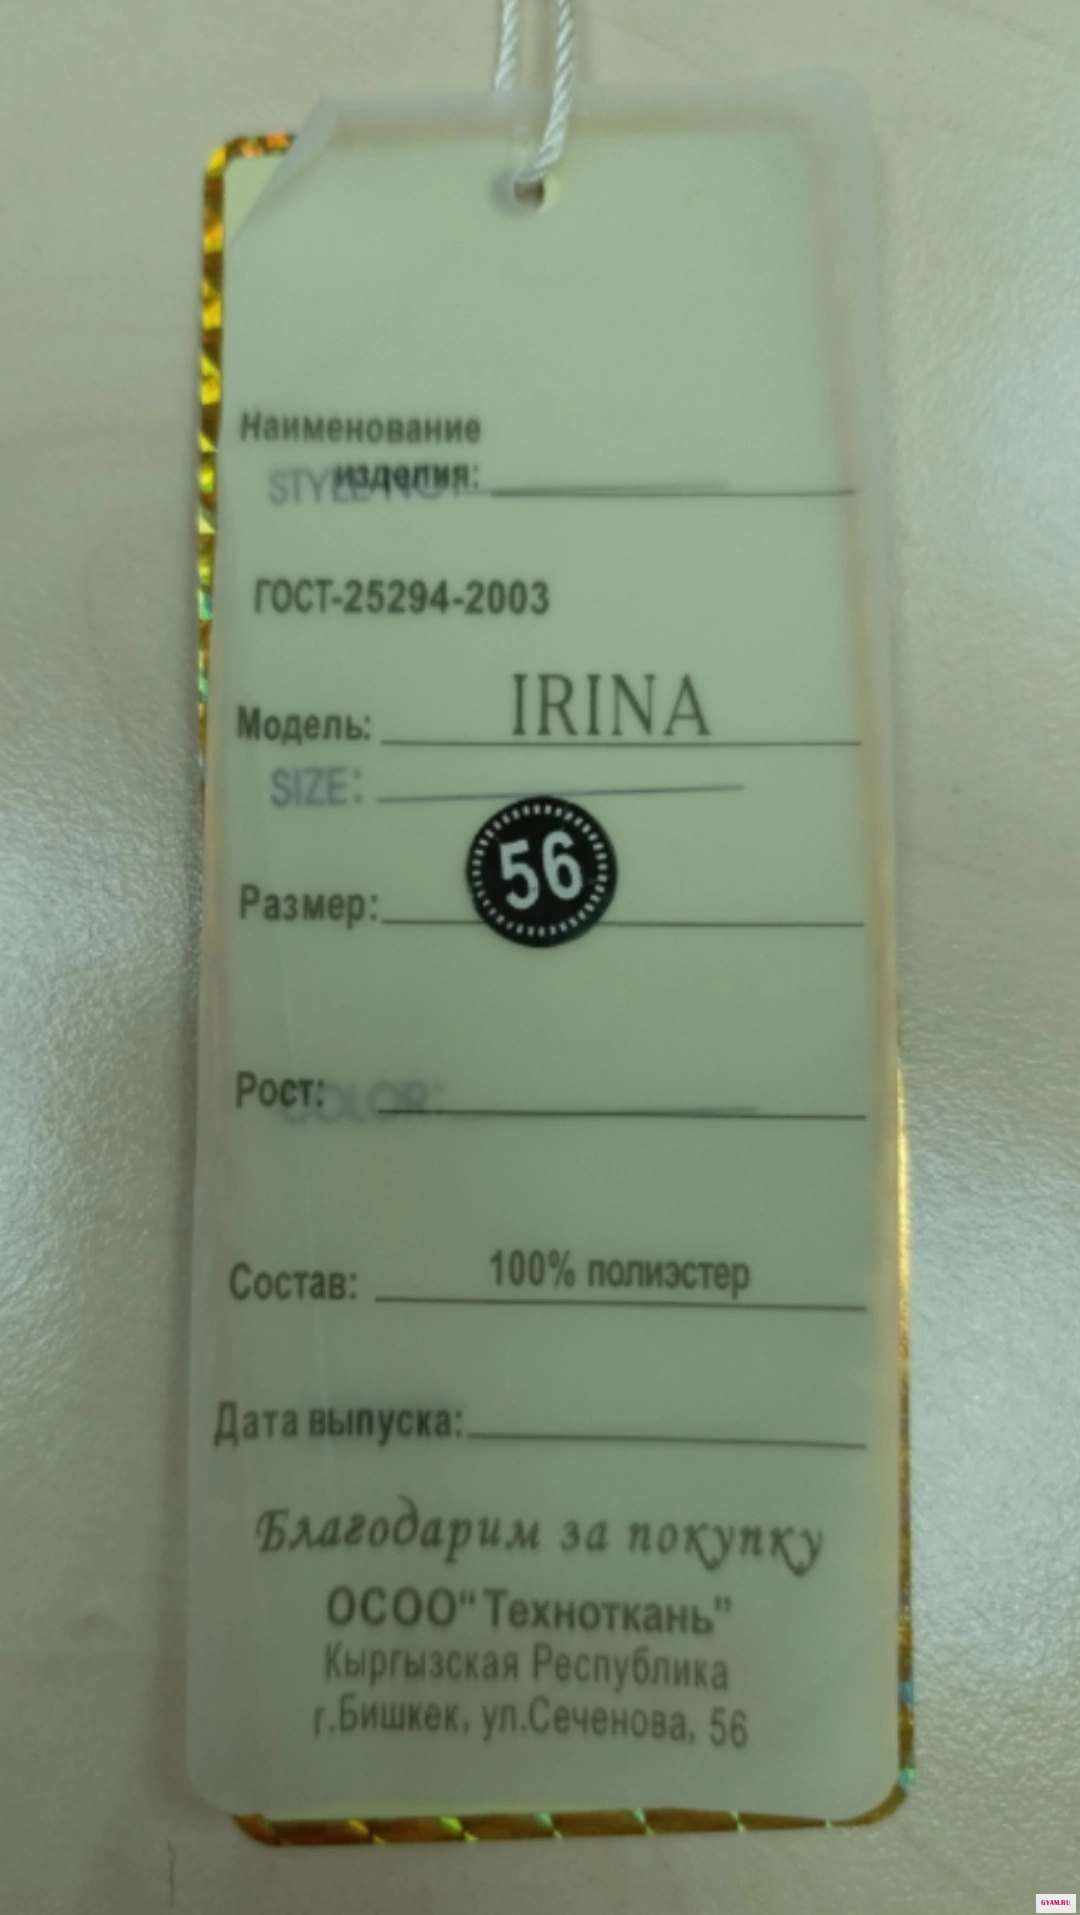 Наименование
изделия:
STYLE NO:
ГОСТ-25294-2003
Модель: IRINA
SIZE:
56
Размер:
Рост:
COLOR:
Состав: 100% полиэстер
Дата выпуска:
Благодарим за покупку
ОСОО“Техноткань”
Кыргызская Республика
г.Бишкек, ул.Сеченова, 56
GYAM.RU